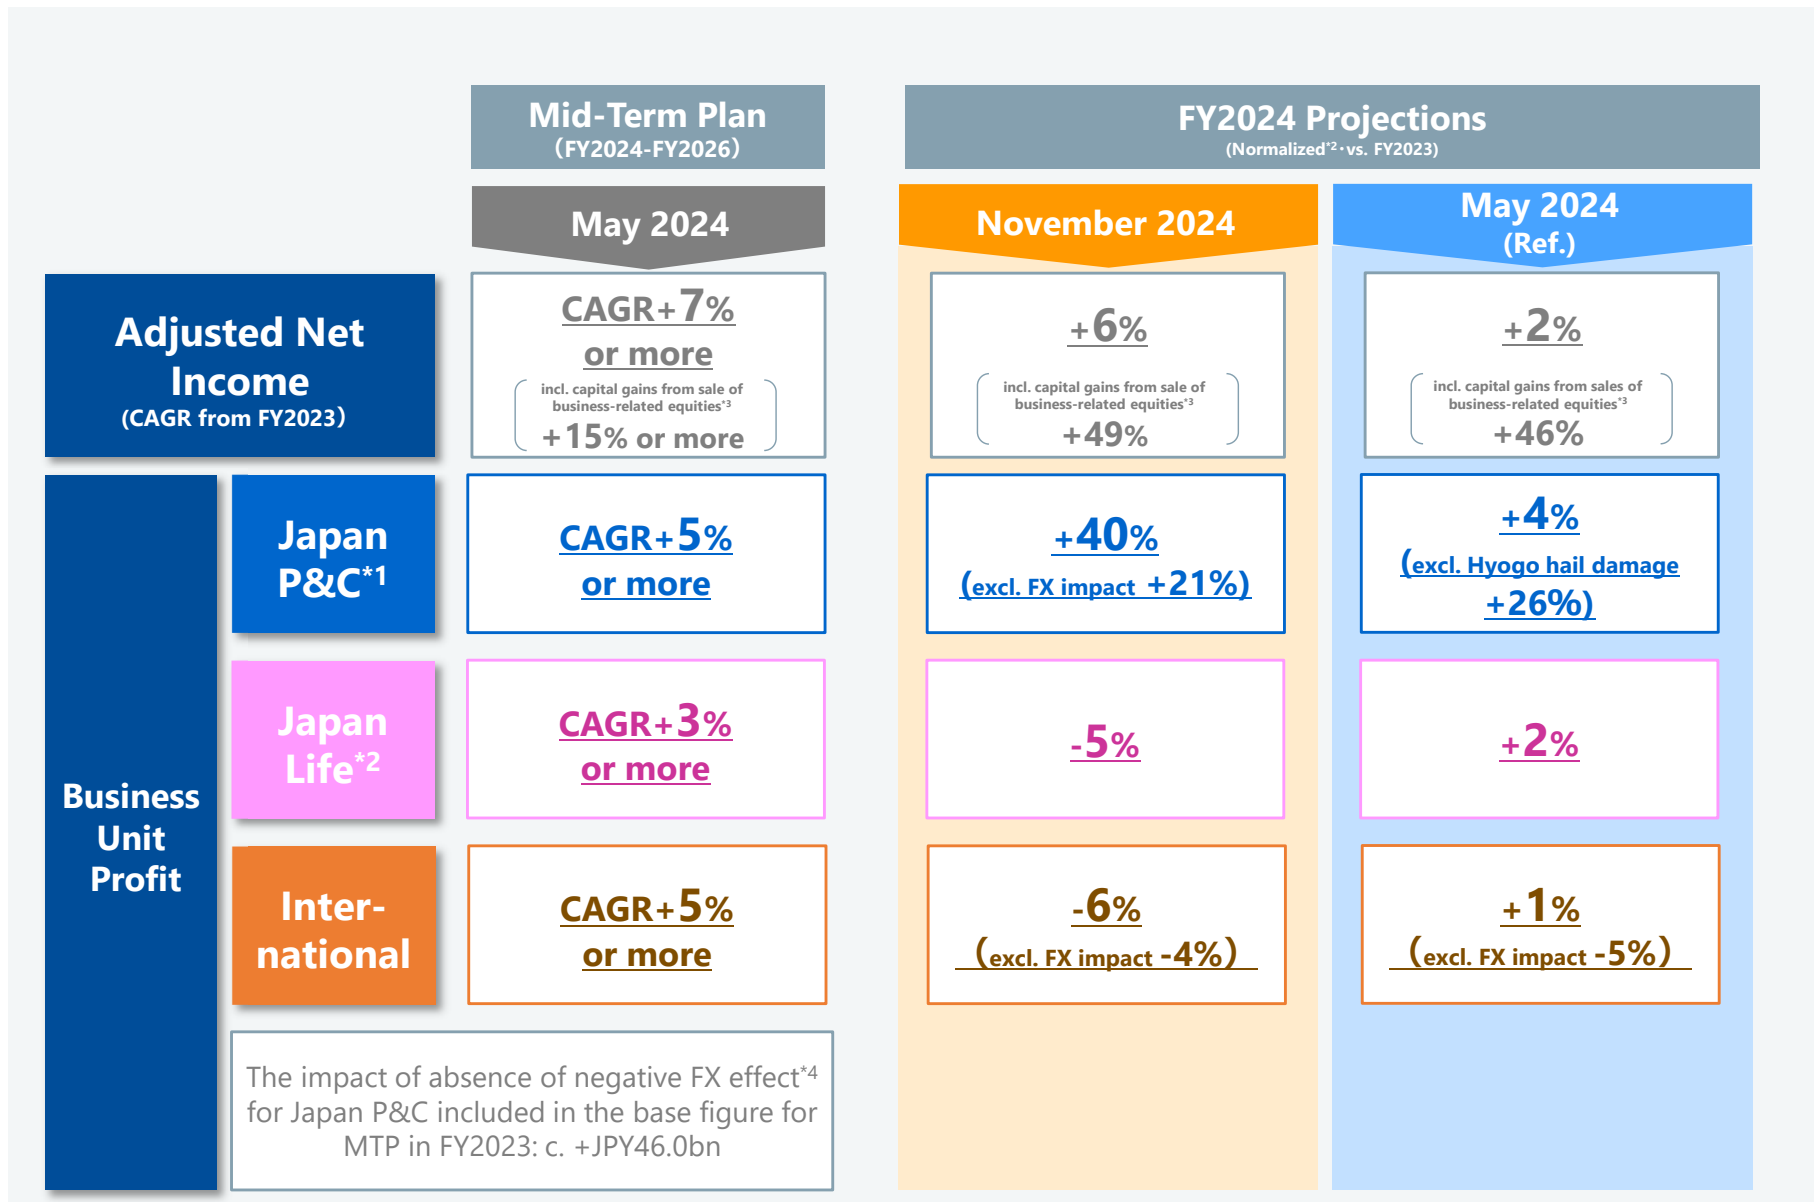 Mid-Term Plan
(FY2024-FY2026)
FY2024 Projections
(Normalized*2・vs. FY2023)
May 2024
November 2024
May 2024
(Ref.)
Adjusted Net
Income
(CAGR from FY2023)
CAGR+7%
or more
incl. capital gains from sale of
business-related equities*3
+15% or more
+6%
incl. capital gains from sale of
business-related equities*3
+49%
+2%
incl. capital gains from sales of
business-related equities*3
+46%
Business
Unit
Profit
Japan
P&C*1
CAGR+5%
or more
+40%
(excl. FX impact +21%)
+4%
(excl. Hyogo hail damage
+26%)
Japan
Life*2
CAGR+3%
or more
-5%
+2%
Inter-
national
CAGR+5%
or more
-6%
(excl. FX impact -4%)
+1%
(excl. FX impact -5%)
The impact of absence of negative FX effect*4
for Japan P&C included in the base figure for
MTP in FY2023: c. +JPY46.0bn